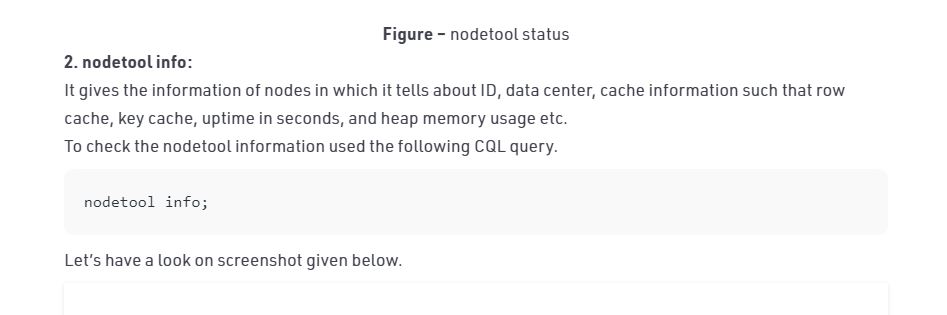 Figure – nodetool status
2. nodetool info:
It gives the information of nodes in which it tells about ID, data center, cache information such that row
cache, key cache, uptime in seconds, and heap memory usage etc.
To check the nodetool information used the following CQL query.
nodetool info;
Let's have a look on screenshot given below.